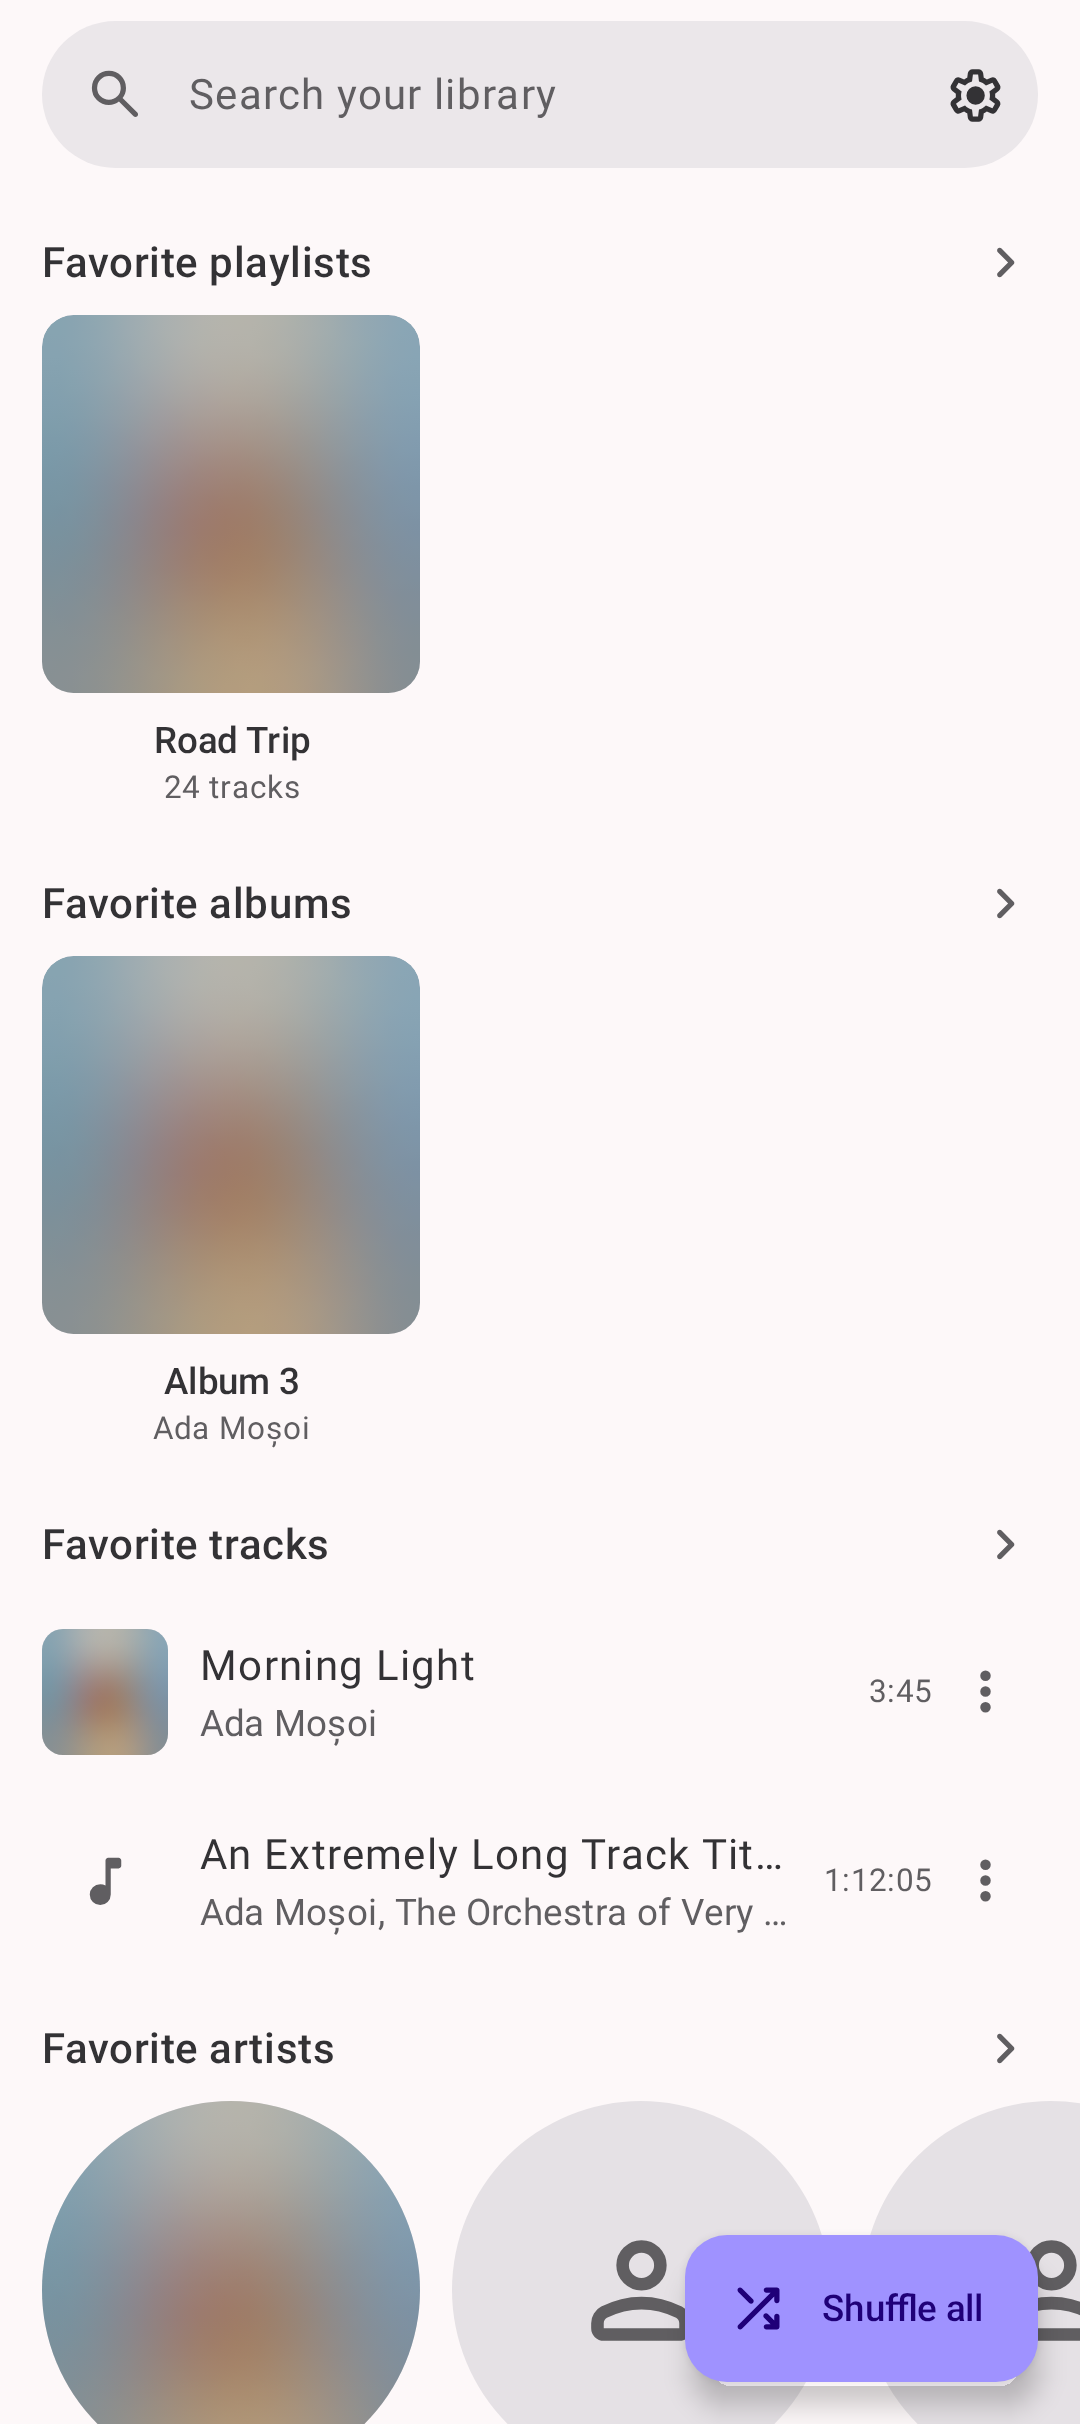 Search your library
Favorite playlists
Road Trip
24 tracks
Favorite albums
Album 3
Ada Moșoi
Favorite tracks
Morning Light
Ada Moșoi
3:45
An Extremely Long Track Tit…
Ada Moșoi, The Orchestra of Very …
1:12:05
Favorite artists
Shuffle all